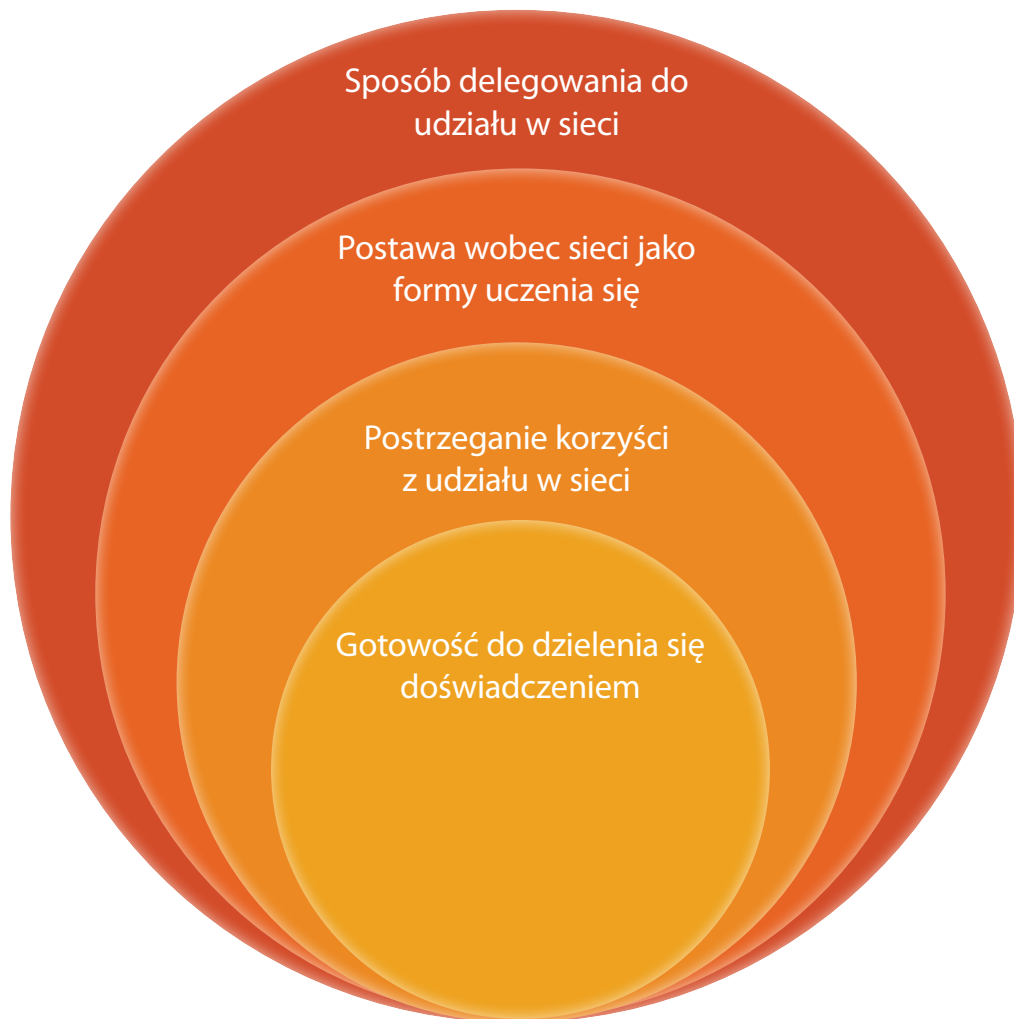 Sposób delegowania do
udziału w sieci
Postawa wobec sieci jako
formy uczenia się
Postrzeganie korzyści
z udziału w sieci
Gotowość do dzielenia się
doświadczeniem